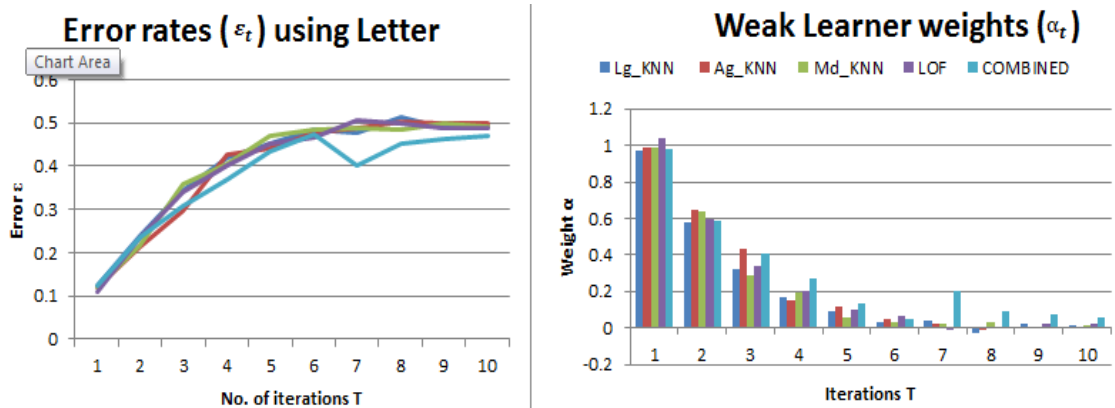 Error rates (εt) using Letter
Chart Area
0.6
0.5
0.4
0.3
0.2
0.1
0
Error ε
1 2 3 4 5 6 7 8 9 10
No. of iterations T
Weak Learner weights (αt)
Lg_KNN Ag_KNN Md_KNN LOF COMBINED
1.2
1
0.8
0.6
0.4
0.2
0
-0.2
Weight α
1 2 3 4 5 6 7 8 9 10
Iterations T